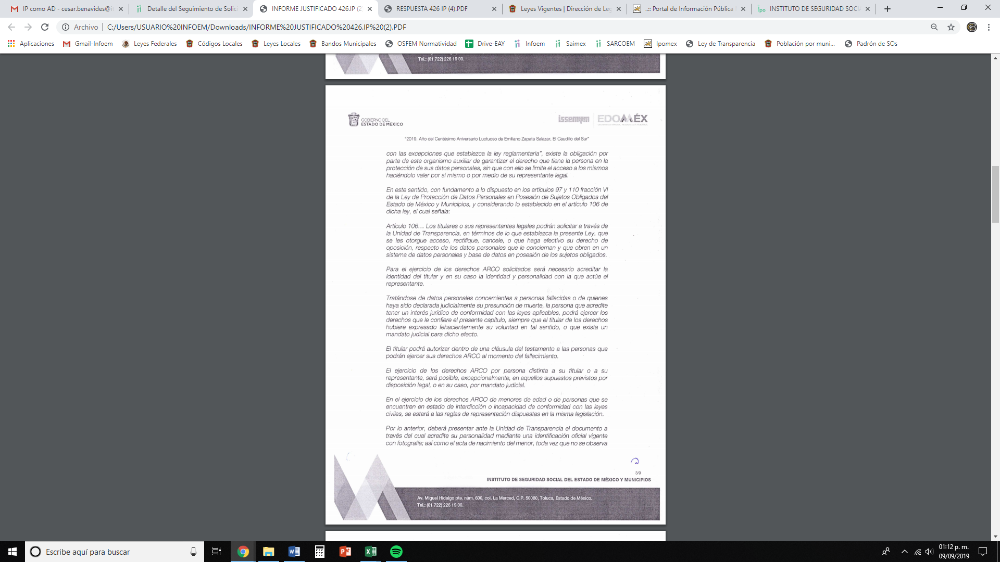 IP como AD - cesar.benavides@i
Detalle del Seguimiento de Solici
INFORME JUSTIFICADO 426.IP (2
RESPUESTA 426 IP (4).PDF
Leyes Vigentes | Dirección de Leg
..:: Portal de Información Pública
INSTITUTO DE SEGURIDAD SOCIA
Archivo
C:/Users/USUARIO%20INFOEM/Downloads/INFORME%20JUSTIFICADO%20426.IP%20(2).PDF
Aplicaciones
Gmail-Infoem
Leyes Federales
Códigos Locales
Leyes Locales
Bandos Municipales
OSFEM Normatividad
Drive-EAY
Infoem
Saimex
SARCOEM
Ipomex
Ley de Transparencia
Población por muni...
Padrón de SOs
Tel.: (01 722) 226 19 00.
GOBIERNO DEL
ESTADO DE MÉXICO
issemym
EDOMÉX
"2019. Año del Centésimo Aniversario Luctuoso de Emiliano Zapata Salazar, El Caudillo del Sur"
con las excepciones que establezca la ley reglamentaria", existe la obligación por
parte de este organismo auxiliar de garantizar el derecho que tiene la persona en la
protección de sus datos personales, sin que con ello se limite el acceso a los mismos
haciéndolo valer por sí mismo o por medio de su representante legal.
En este sentido, con fundamento a lo dispuesto en los artículos 97 y 110 fracción VI
de la Ley de Protección de Datos Personales en Posesión de Sujetos Obligados del
Estado de México y Municipios, y considerando lo establecido en el artículo 106 de
dicha ley, el cual señala:
Artículo 106... Los titulares o sus representantes legales podrán solicitar a través de
la Unidad de Transparencia, en términos de lo que establezca la presente Ley, que
se les otorgue acceso, rectifique, cancele, o que haga efectivo su derecho de
oposición, respecto de los datos personales que le conciernan y que obren en un
sistema de datos personales y base de datos en posesión de los sujetos obligados.
Para el ejercicio de los derechos ARCO solicitados será necesario acreditar la
identidad del titular y en su caso la identidad y personalidad con la que actúe el
representante.
Tratándose de datos personales concernientes a personas fallecidas o de quienes
haya sido declarada judicialmente su presunción de muerte, la persona que acredite
tener un interés jurídico de conformidad con las leyes aplicables, podrá ejercer los
derechos que le confiere el presente capítulo, siempre que el titular de los derechos
hubiere expresado fehacientemente su voluntad en tal sentido, o que exista un
mandato judicial para dicho efecto.
El titular podrá autorizar dentro de una cláusula del testamento a las personas que
podrán ejercer sus derechos ARCO al momento del fallecimiento.
El ejercicio de los derechos ARCO por persona distinta a su titular o a su
representante, será posible, excepcionalmente, en aquellos supuestos previstos por
disposición legal, o en su caso, por mandato judicial.
En el ejercicio de los derechos ARCO de menores de edad o de personas que se
encuentren en estado de interdicción o incapacidad de conformidad con las leyes
civiles, se estará a las reglas de representación dispuestas en la misma legislación.
Por lo anterior, deberá presentar ante la Unidad de Transparencia el documento a
través del cual acredite su personalidad mediante una identificación oficial vigente
con fotografía; así como el acta de nacimiento del menor, toda vez que no se observa
3/9
INSTITUTO DE SEGURIDAD SOCIAL DEL ESTADO DE MÉXICO Y MUNICIPIOS
Av. Miguel Hidalgo pte. núm. 600, col. La Merced, C.P. 50080, Toluca, Estado de México.
Tel.: (01 722) 226 19 00.
Escribe aquí para buscar
01:12 p. m.
09/09/2019